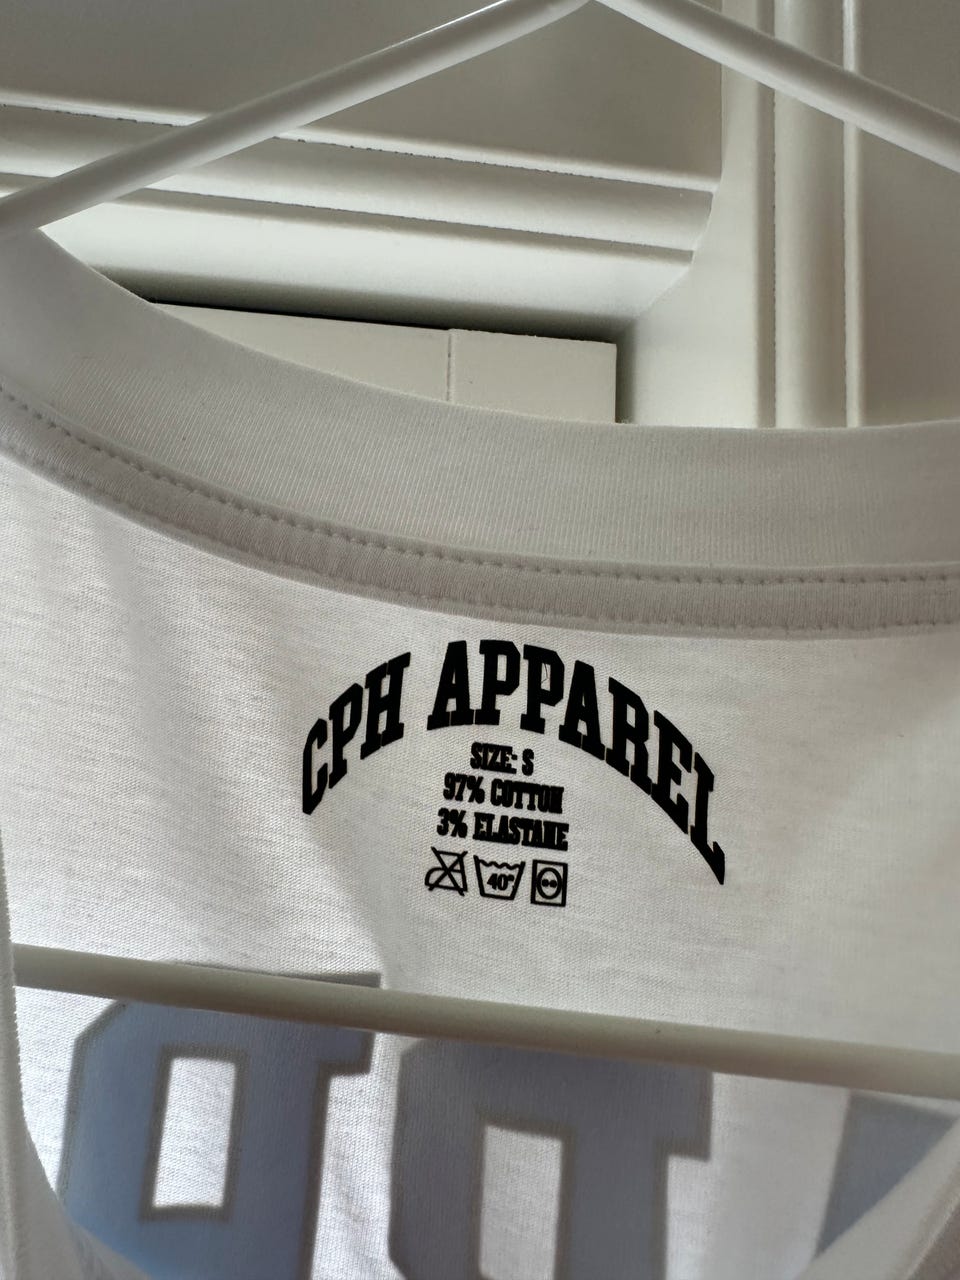 CPH APPAREL
SIZE: S
97% COTTON
3% ELASTANE
40°